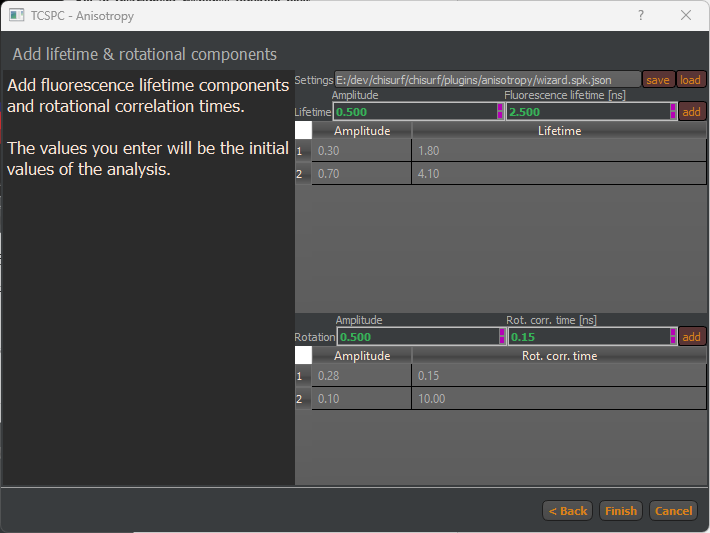 TCSPC - Anisotropy
? ×
Add lifetime & rotational components
Add fluorescence lifetime components
and rotational correlation times.
The values you enter will be the initial
values of the analysis.
Settings E:/dev/chisurf/chisurf/plugins/anisotropy/wizard.spk.json save load
Amplitude Fluorescence lifetime [ns]
Lifetime 0.500 2.500 add
Amplitude Lifetime
1 0.30 1.80
2 0.70 4.10
Amplitude Rot. corr. time [ns]
Rotation 0.500 0.15 add
Amplitude Rot. corr. time
1 0.28 0.15
2 0.10 10.00
< Back Finish Cancel